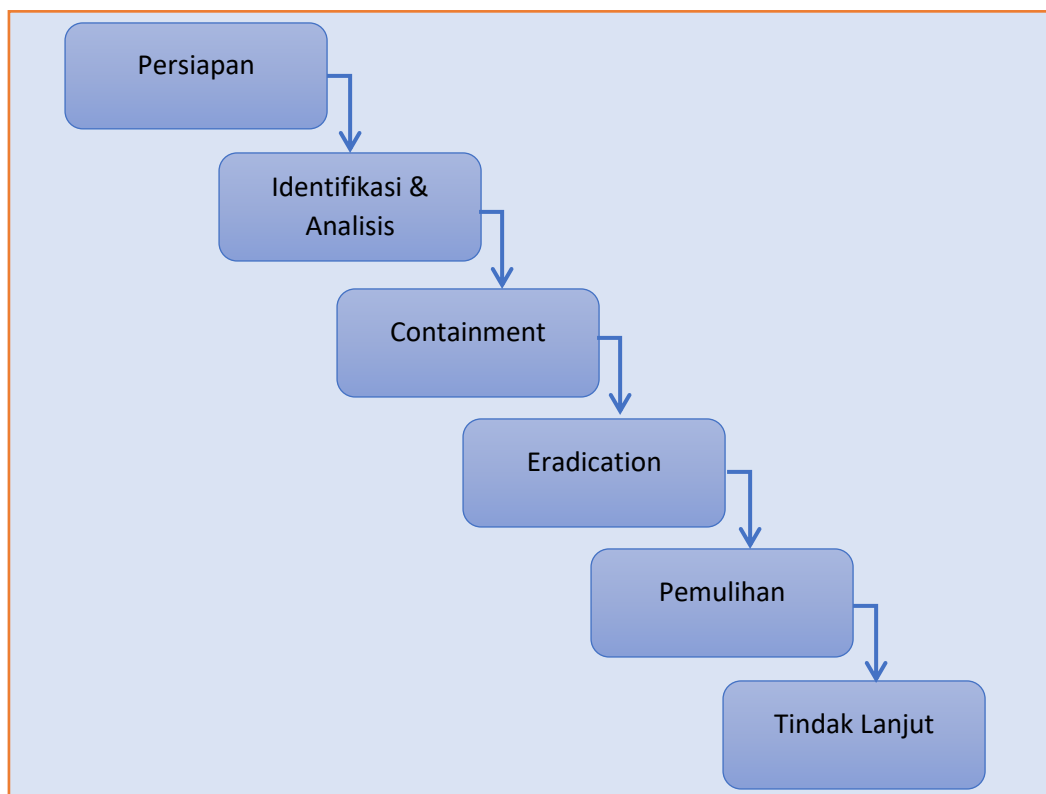 Persiapan
Identifikasi &
Analisis
Containment
Eradication
Pemulihan
Tindak Lanjut